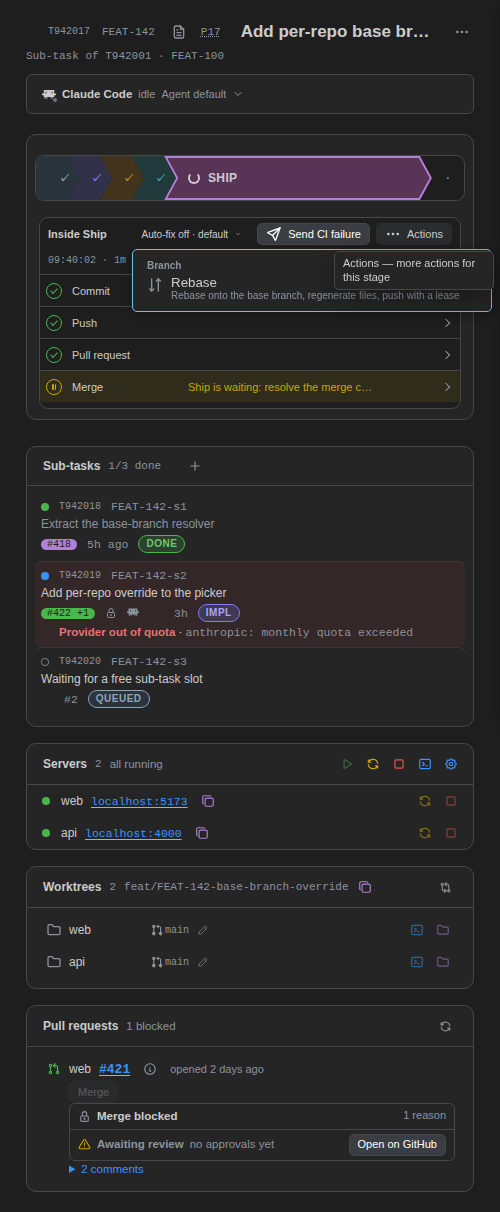 T942017 FEAT-142 P17 Add per-repo base br…
Sub-task of T942001 · FEAT-100
Claude Code idle Agent default
SHIP
Inside Ship Auto-fix off · default Send CI failure Actions
09:40:02 · 1m
Actions — more actions for
this stage
Branch
Rebase
Rebase onto the base branch, regenerate files, push with a lease
Commit
Push
Pull request
Merge Ship is waiting: resolve the merge c…
Sub-tasks 1/3 done
T942018 FEAT-142-s1
Extract the base-branch resolver
#418 5h ago DONE
T942019 FEAT-142-s2
Add per-repo override to the picker
#422 +1 3h IMPL
Provider out of quota · anthropic: monthly quota exceeded
T942020 FEAT-142-s3
Waiting for a free sub-task slot
#2 QUEUED
Servers 2 all running
web localhost:5173
api localhost:4000
Worktrees 2 feat/FEAT-142-base-branch-override
web main
api main
Pull requests 1 blocked
web #421 opened 2 days ago
Merge
Merge blocked 1 reason
Awaiting review no approvals yet Open on GitHub
2 comments